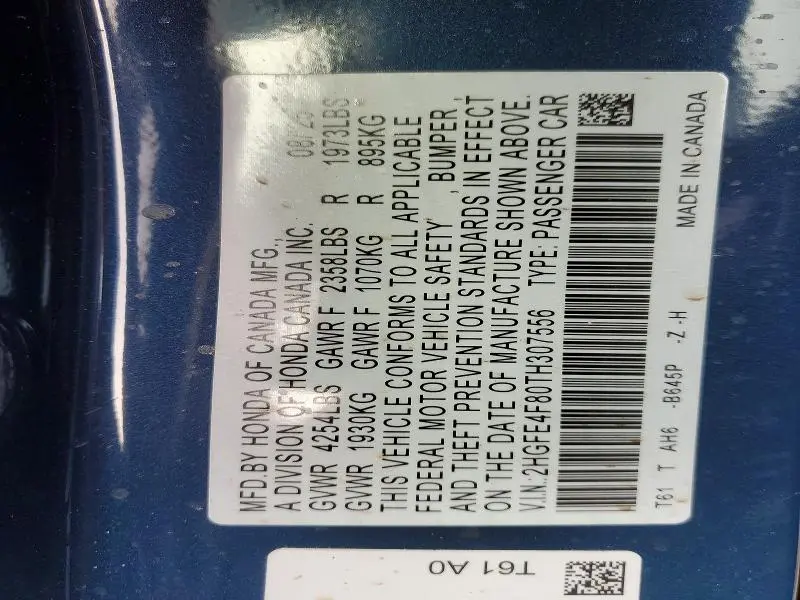 MFD.BY HONDA OF CANADA MFG.,
A DIVISION OF HONDA CANADA INC. 08/25
GVWR 4254LBS GAWR F 2358LBS R 1973LBS
GVWR 1930KG GAWR F 1070KG R 895KG
THIS VEHICLE CONFORMS TO ALL APPLICABLE
FEDERAL MOTOR VEHICLE SAFETY , BUMPER ,
AND THEFT PREVENTION STANDARDS IN EFFECT
ON THE DATE OF MANUFACTURE SHOWN ABOVE.
V.I.N.:2HGFE4F80TH307556 TYPE: PASSENGER CAR
T61 T AH6 -B645P -Z -H MADE IN CANADA
T61 A0